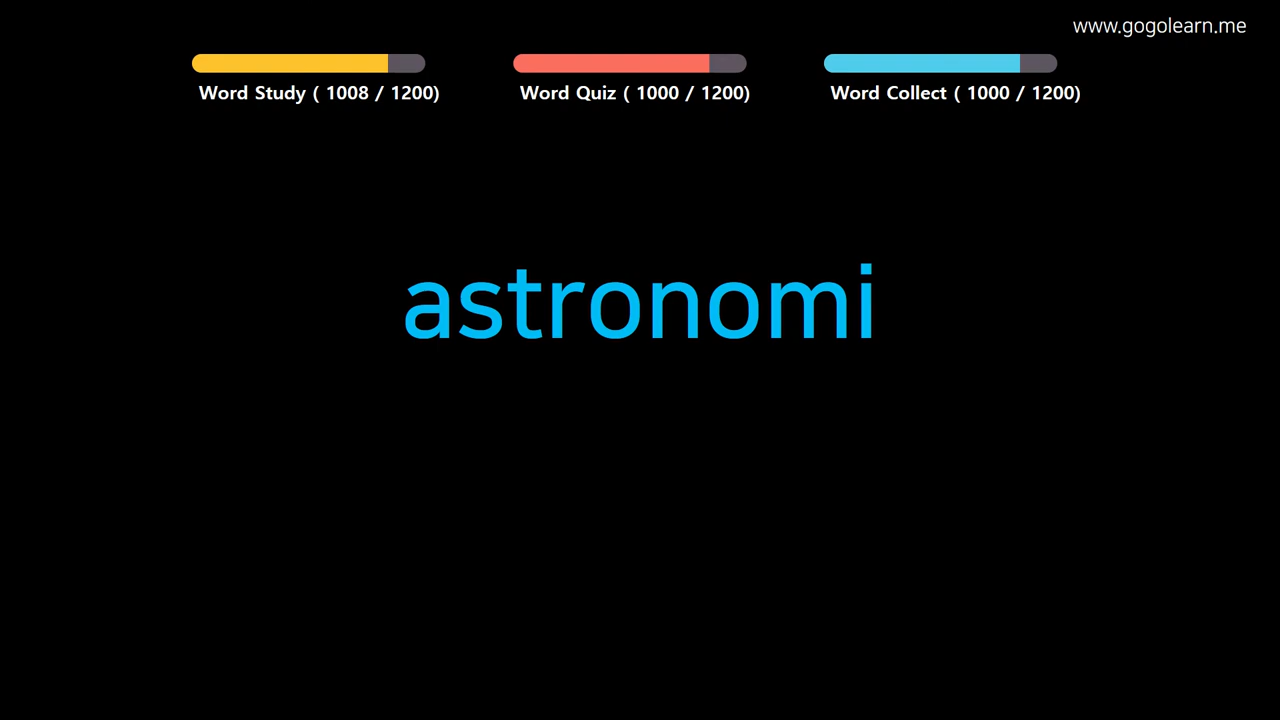 www.gogolearn.me
Word Study ( 1008 / 1200)
Word Quiz ( 1000 / 1200)
Word Collect ( 1000 / 1200)
astronomi